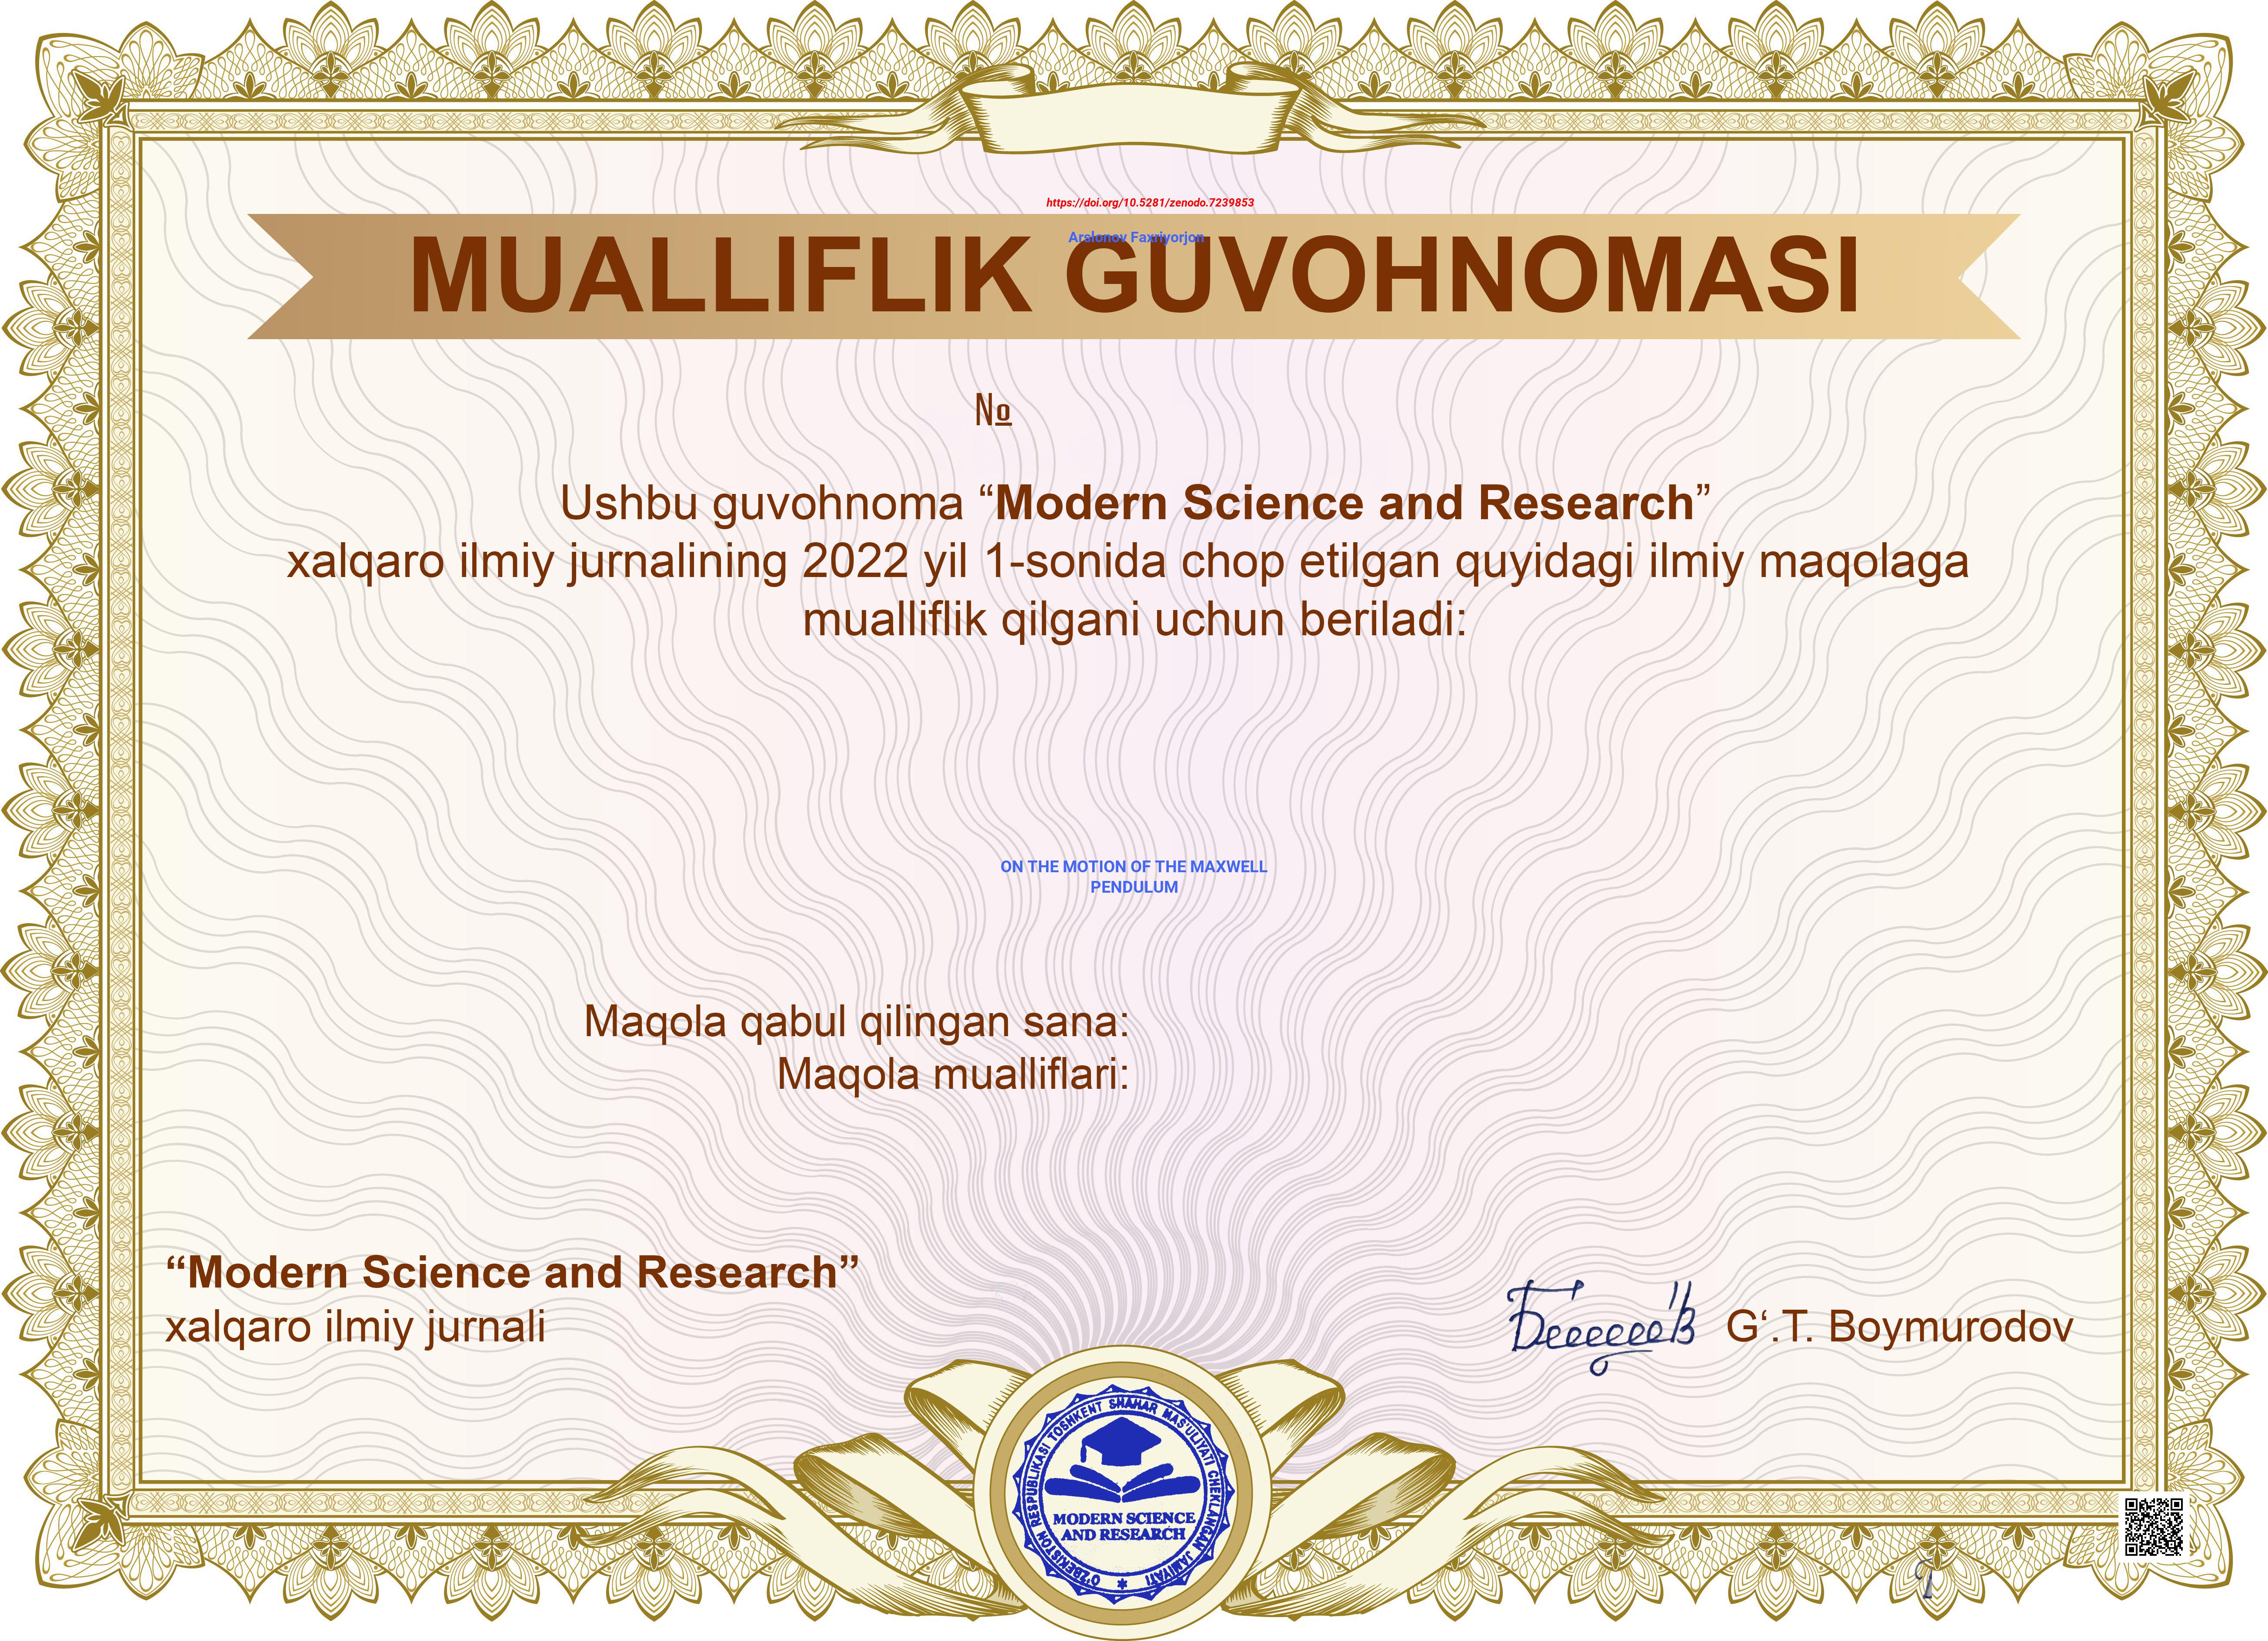 https://doi.org/10.5281/zenodo.7239853
Arslonov Faxriyorjon
MUALLIFLIK GUVOHNOMASI
№
Ushbu guvohnoma “Modern Science and Research”
xalqaro ilmiy jurnalining 2022 yil 1-sonida chop etilgan quyidagi ilmiy maqolaga
mualliflik qilgani uchun beriladi:
ON THE MOTION OF THE MAXWELL
PENDULUM
Maqola qabul qilingan sana:
Maqola mualliflari:
“Modern Science and Research”
xalqaro ilmiy jurnali
G‘.T. Boymurodov
O‘ZBEKISTON RESPUBLIKASI TOSHKENT SHAHAR MAS'ULIYATI CHEKLANGAN JAMIYATI
MODERN SCIENCE
AND RESEARCH